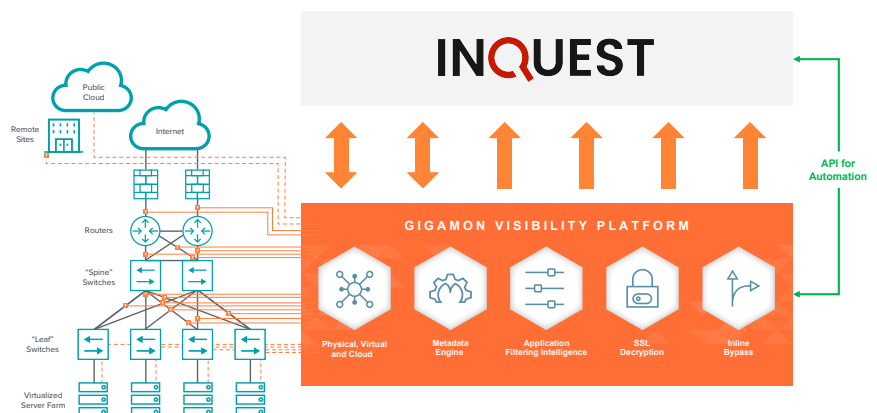 INQUEST
Public
Cloud
Remote
Sites
Internet
API for
Automation
Routers
GIGAMON VISIBILITY PLATFORM
"Spine"
Switches
"Leaf"
Switches
Physical, Virtual
and Cloud
Metadata
Engine
Application
Filtering Intelligence
SSL
Decryption
Inline
Bypass
Virtualized
Server Farm